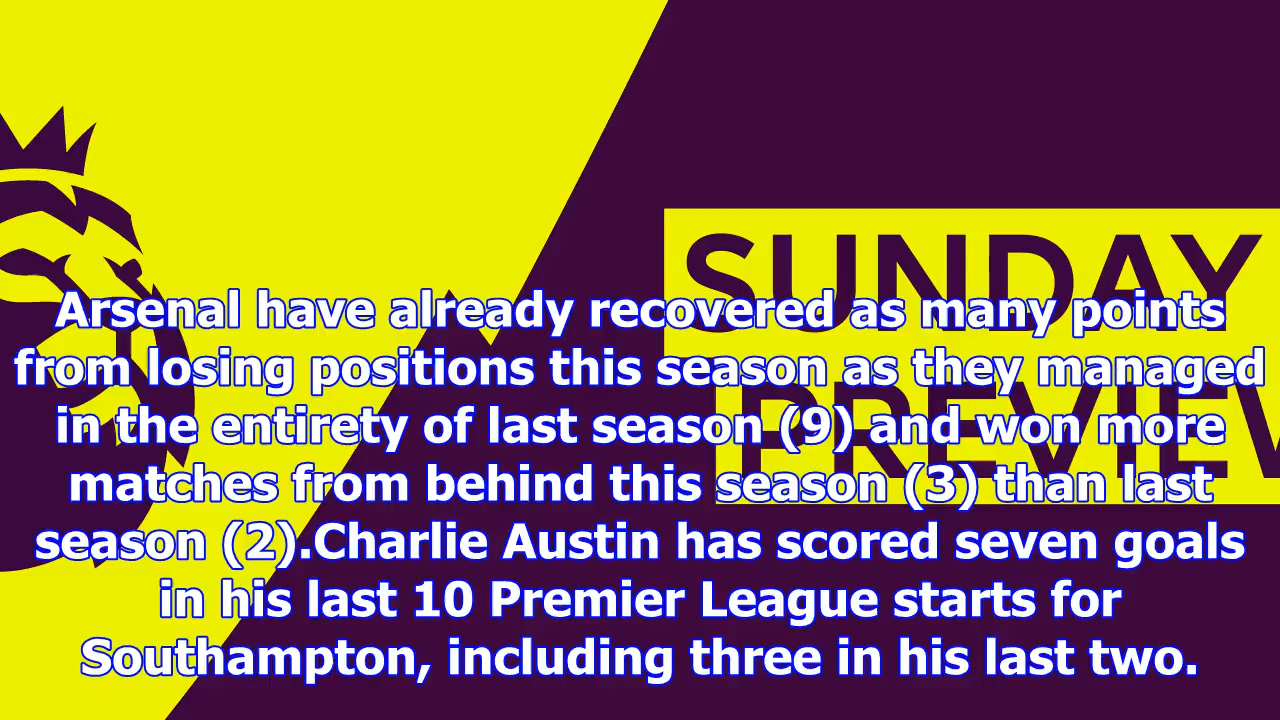 SUNDAY
PREVIEW
Arsenal have already recovered as many points
from losing positions this season as they managed
in the entirety of last season (9) and won more
matches from behind this season (3) than last
season (2).Charlie Austin has scored seven goals
in his last 10 Premier League starts for
Southampton, including three in his last two.